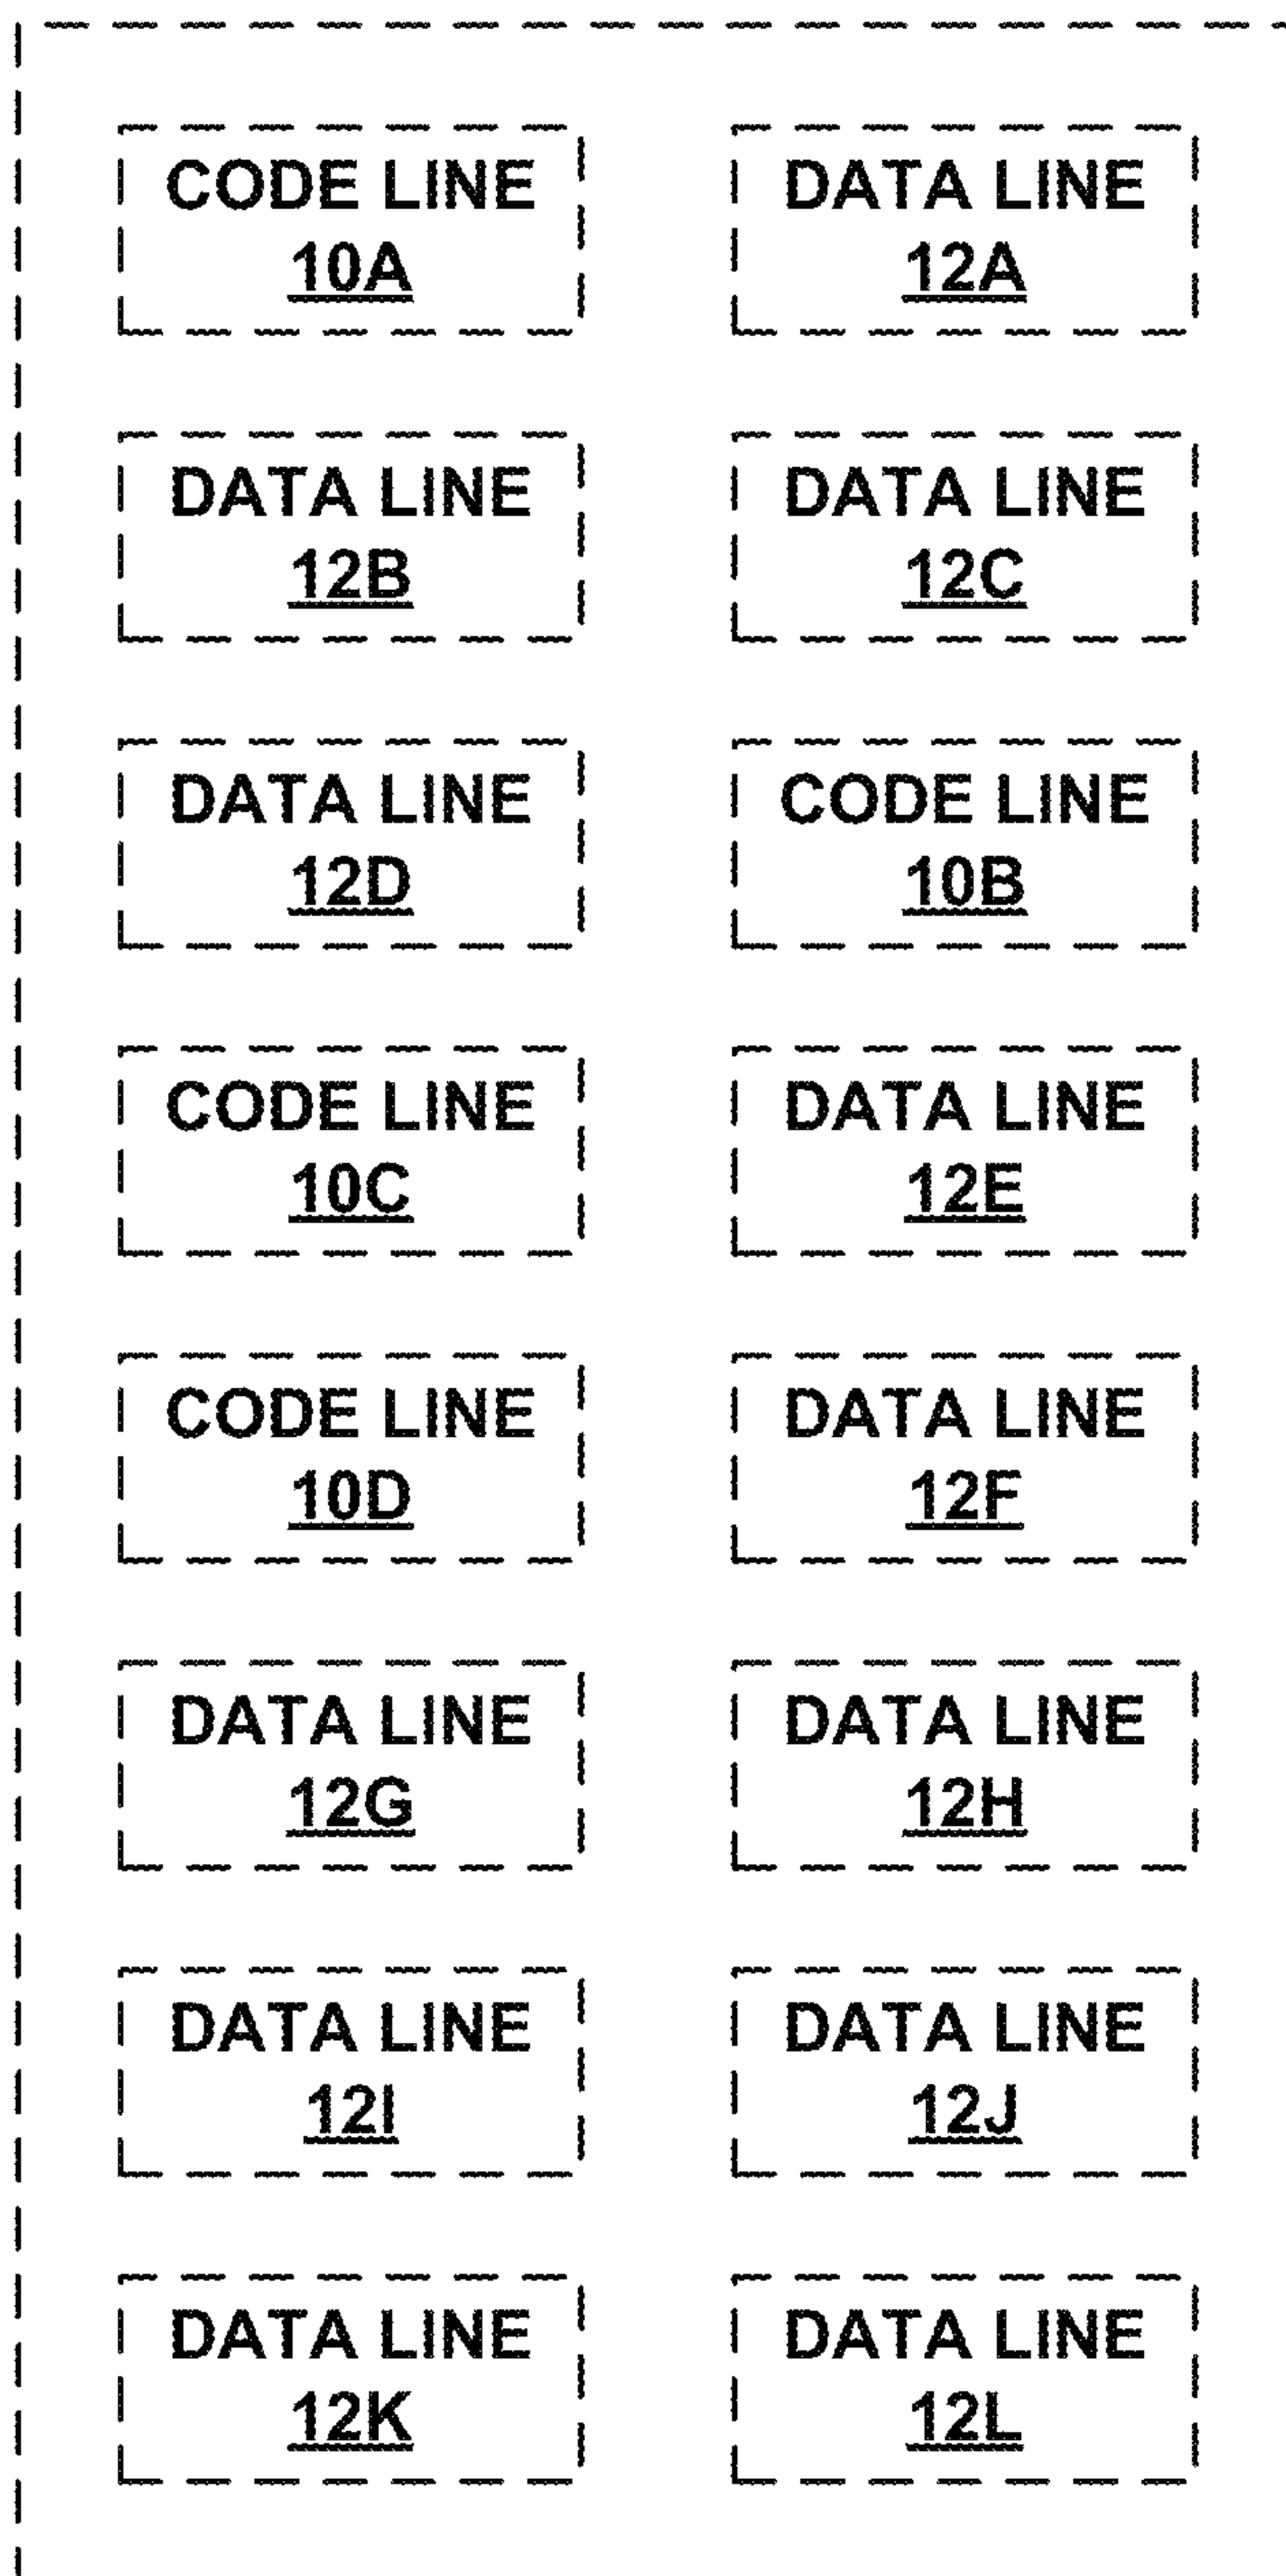 CODE LINE
10A
DATA LINE
12A
DATA LINE
12B
DATA LINE
12C
DATA LINE
12D
CODE LINE
10B
CODE LINE
10C
DATA LINE
12E
CODE LINE
10D
DATA LINE
12F
DATA LINE
12G
DATA LINE
12H
DATA LINE
12I
DATA LINE
12J
DATA LINE
12K
DATA LINE
12L